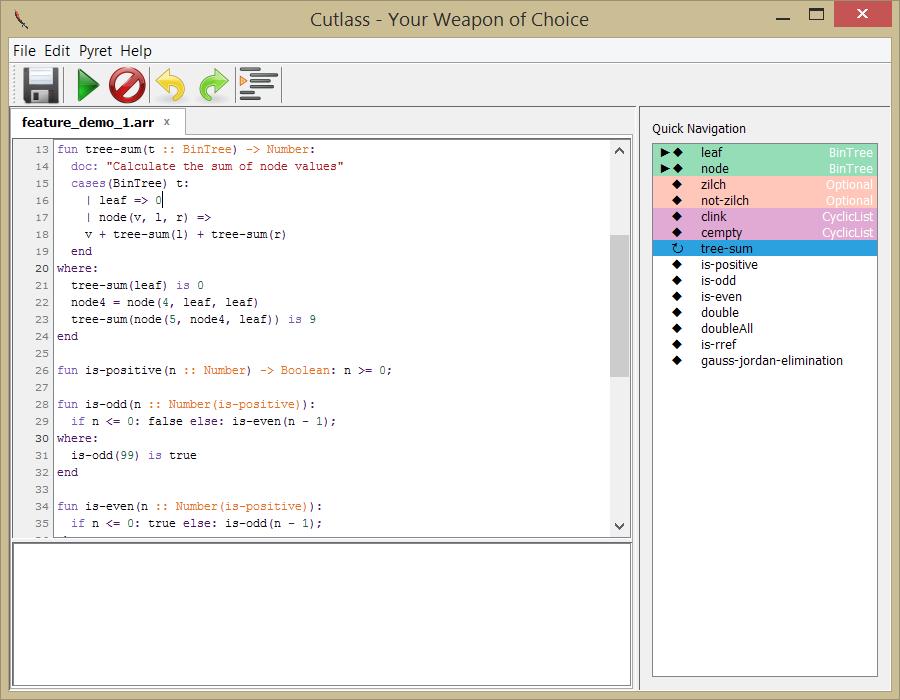 Cutlass - Your Weapon of Choice
File Edit Pyret Help
feature_demo_1.arr x
13 fun tree-sum(t :: BinTree) -> Number:
14 doc: "Calculate the sum of node values"
15 cases(BinTree) t:
16 | leaf => 0
17 | node(v, l, r) =>
18 v + tree-sum(l) + tree-sum(r)
19 end
20 where:
21 tree-sum(leaf) is 0
22 node4 = node(4, leaf, leaf)
23 tree-sum(node(5, node4, leaf)) is 9
24 end
25
26 fun is-positive(n :: Number) -> Boolean: n >= 0;
27
28 fun is-odd(n :: Number(is-positive)):
29 if n <= 0: false else: is-even(n - 1);
30 where:
31 is-odd(99) is true
32 end
33
34 fun is-even(n :: Number(is-positive)):
35 if n <= 0: true else: is-odd(n - 1);
Quick Navigation
leaf BinTree
node BinTree
zilch Optional
not-zilch Optional
clink CyclicList
cempty CyclicList
tree-sum
is-positive
is-odd
is-even
double
doubleAll
is-rref
gauss-jordan-elimination